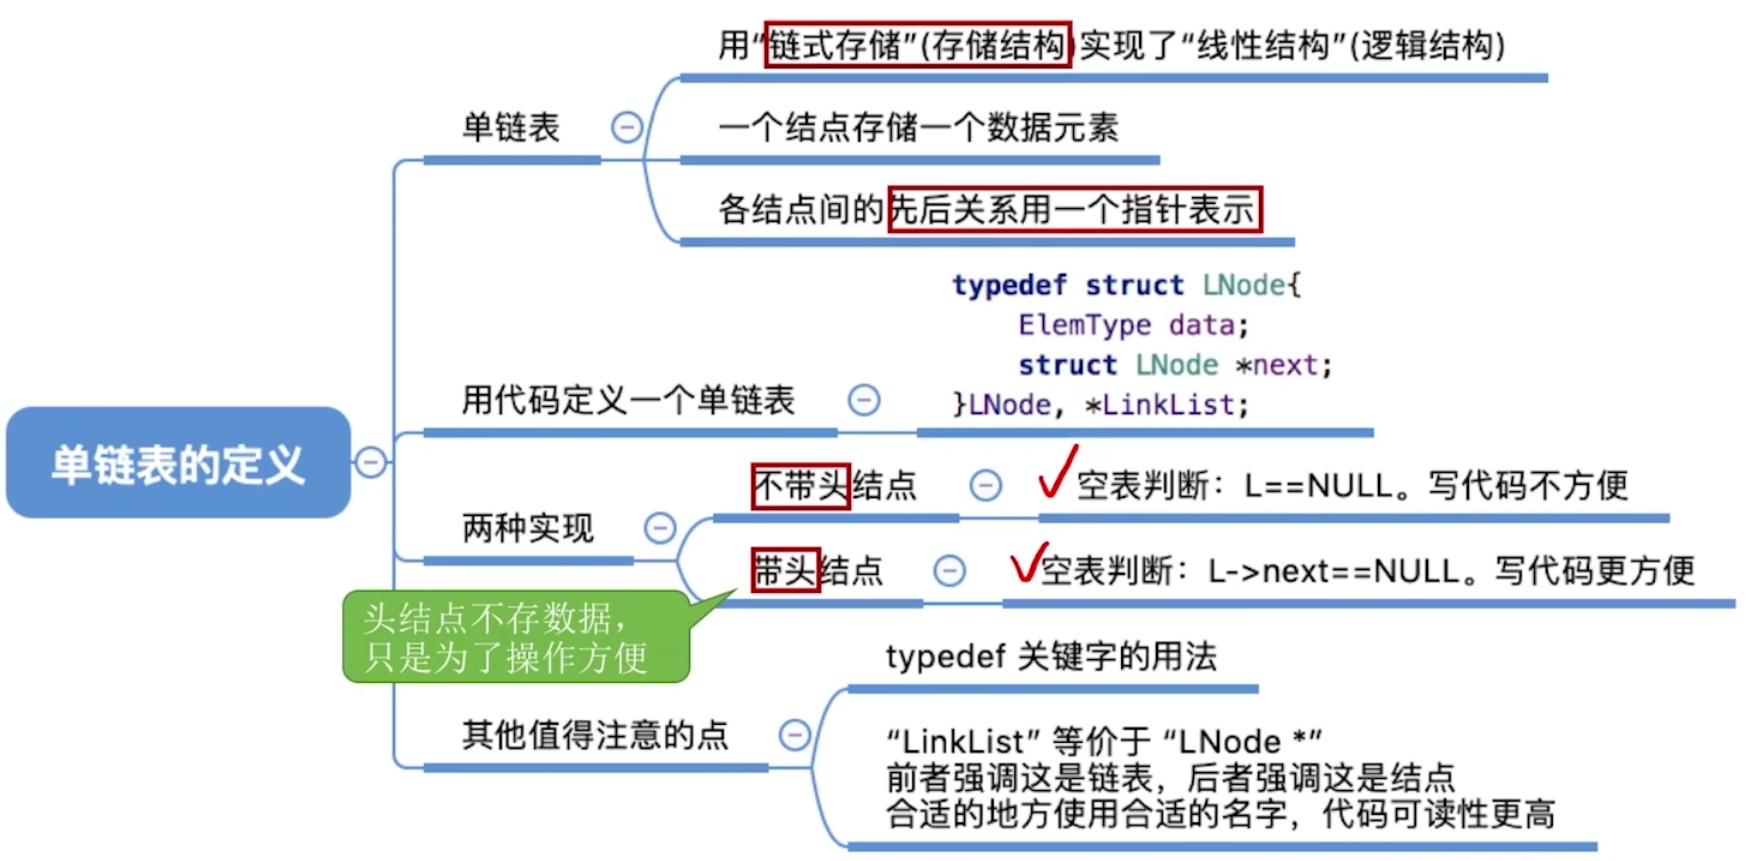 用“链式存储”(存储结构)实现了“线性结构”(逻辑结构)
单链表
一个结点存储一个数据元素
各结点间的先后关系用一个指针表示
typedef struct LNode{
ElemType data;
struct LNode *next;
}LNode, *LinkList;
用代码定义一个单链表
单链表的定义
不带头结点
空表判断：L==NULL。写代码不方便
两种实现
带头结点
空表判断：L->next==NULL。写代码更方便
头结点不存数据，
只是为了操作方便
typedef 关键字的用法
其他值得注意的点
“LinkList” 等价于 “LNode *”
前者强调这是链表，后者强调这是结点
合适的地方使用合适的名字，代码可读性更高